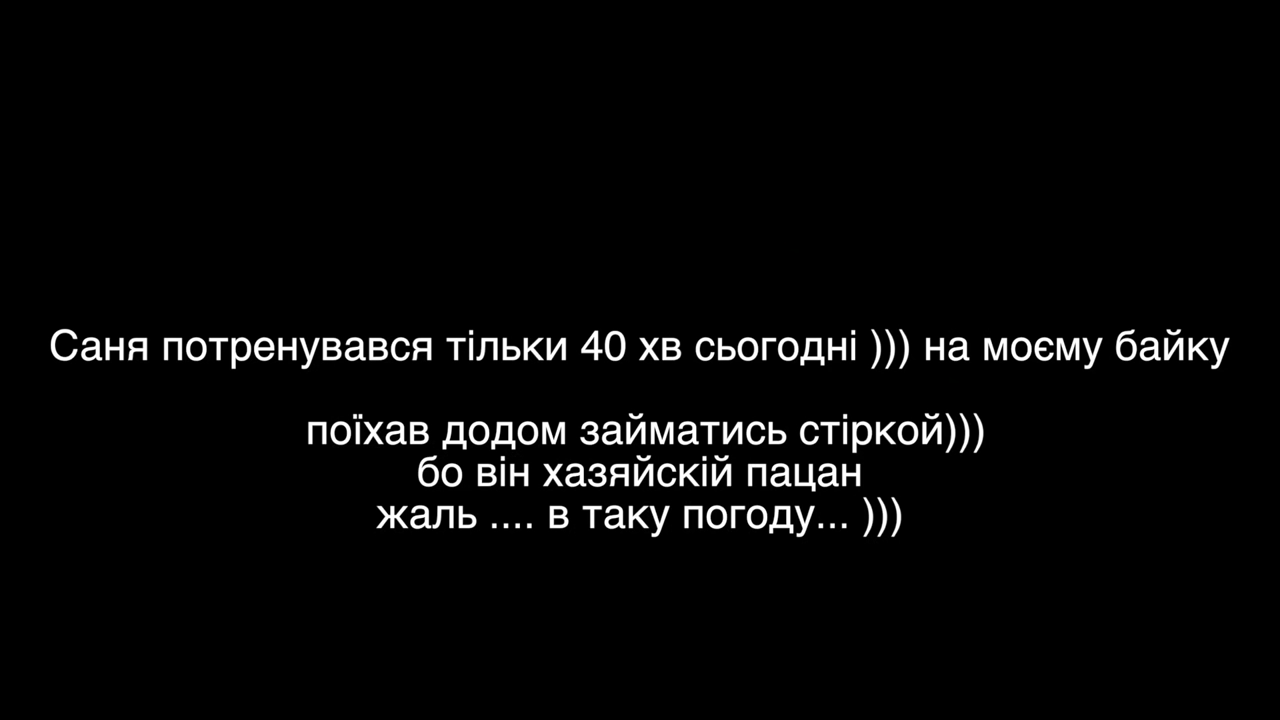 Саня потренувався тільки 40 хв сьогодні ))) на моєму байку
поїхав додом займатись стіркой)))
бо він хазяйскій пацан
жаль .... в таку погоду... )))